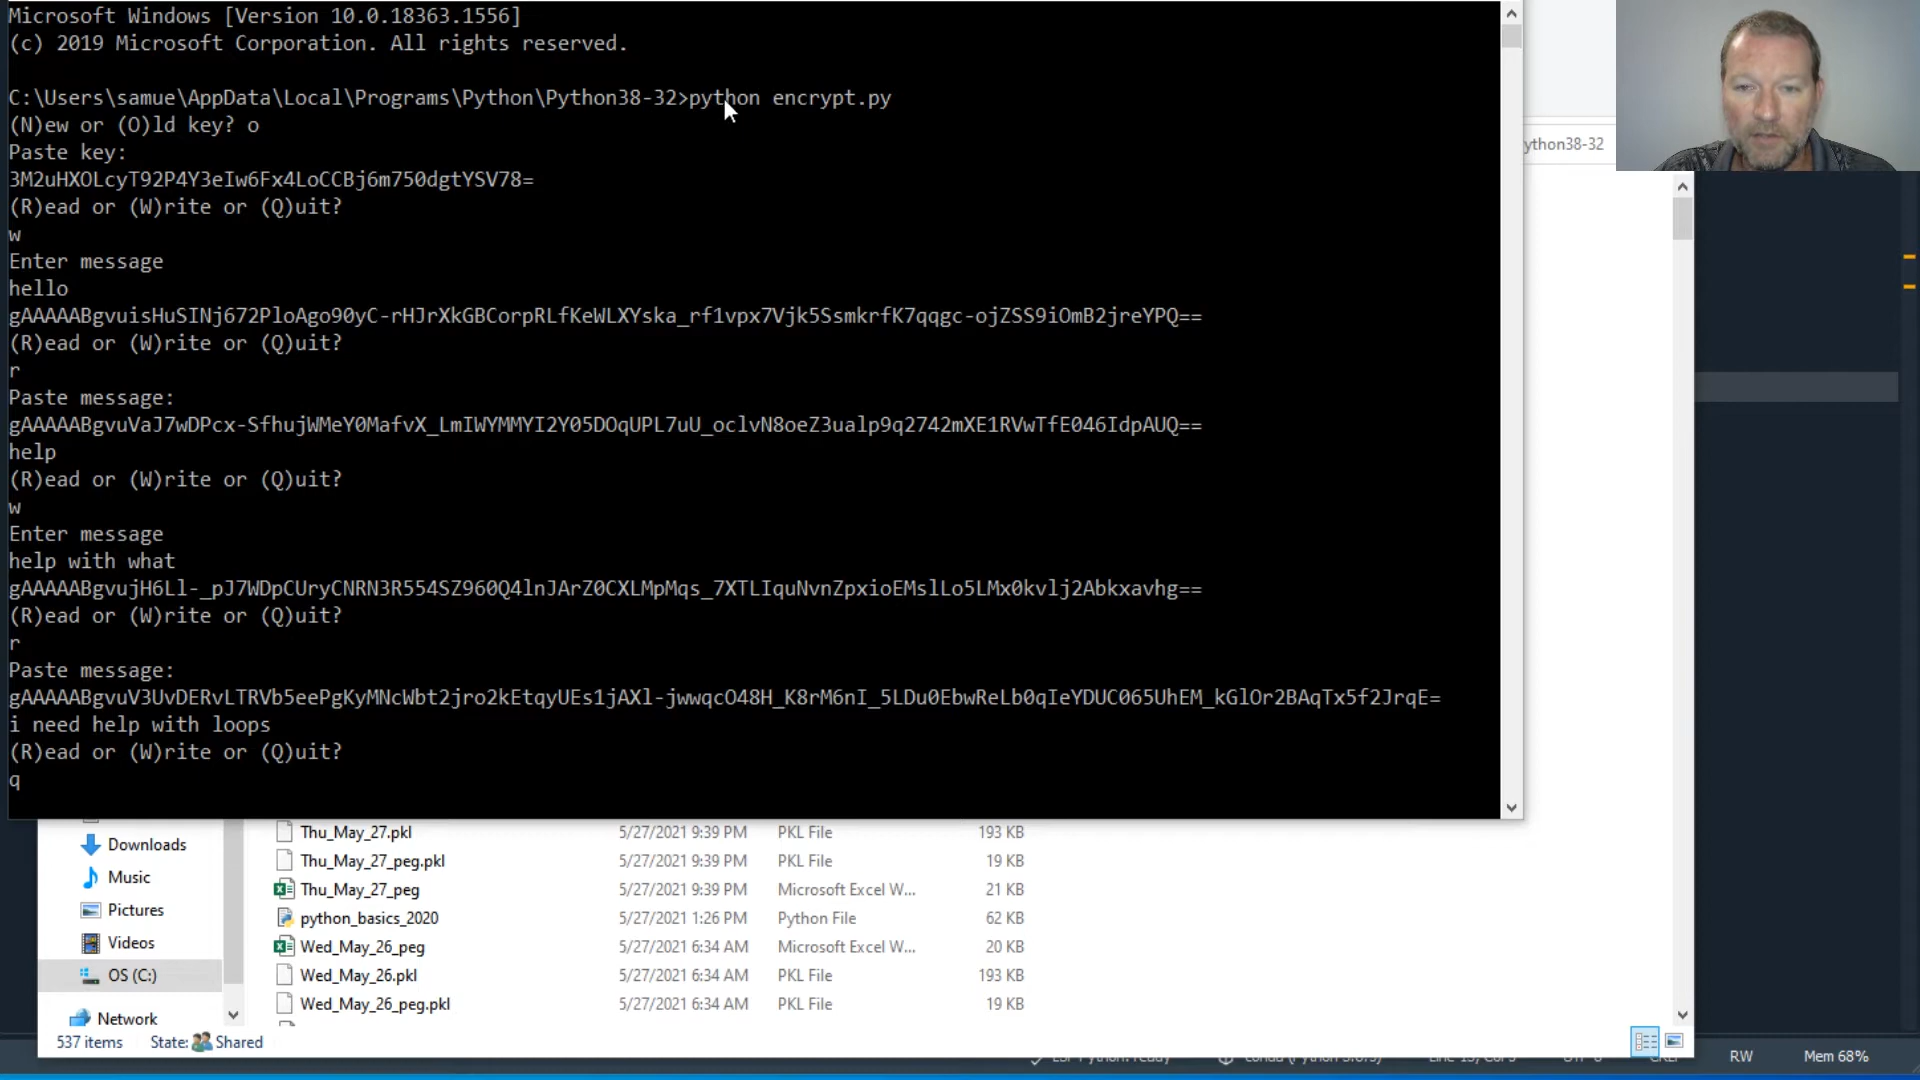 Microsoft Windows [Version 10.0.18363.1556]
(c) 2019 Microsoft Corporation. All rights reserved.
C:\Users\samue\AppData\Local\Programs\Python\Python38-32>python encrypt.py
(N)ew or (O)ld key? o
Paste key:
3M2uHXOLcyT92P4Y3eIw6Fx4LoCCBj6m750dgtYSV78=
(R)ead or (W)rite or (Q)uit?
w
Enter message
hello
gAAAAABgvuisHuSINj672PloAgo90yC-rHJrXkGBCorpRLfKeWLXYska_rf1vpx7Vjk5SsmkrfK7qqgc-ojZSS9iOmB2jreYPQ==
(R)ead or (W)rite or (Q)uit?
r
Paste message:
gAAAAABgvuVaJ7wDPcx-SfhujWMeY0MafvX_LmIWYMMYI2Y05DOqUPL7uU_oclvN8oeZ3ualp9q2742mXE1RVwTfE046IdpAUQ==
help
(R)ead or (W)rite or (Q)uit?
w
Enter message
help with what
gAAAAABgvujH6Ll-_pJ7WDpCUryCNRN3R554SZ960Q4lnJArZ0CXLMpMqs_7XTLIquNvnZpxioEMslLo5LMx0kvlj2Abkxavhg==
(R)ead or (W)rite or (Q)uit?
r
Paste message:
gAAAAABgvuV3UvDERvLTRVb5eePgKyMNcWbt2jro2kEtqyUEs1jAXl-jwwqcO48H_K8rM6nI_5LDu0EbwReLb0qIeYDUC065UhEM_kGlOr2BAqTx5f2JrqE=
i need help with loops
(R)ead or (W)rite or (Q)uit?
q
ython38-32
Downloads
Music
Pictures
Videos
OS (C:)
Network
Thu_May_27.pkl 5/27/2021 9:39 PM PKL File 193 KB
Thu_May_27_peg.pkl 5/27/2021 9:39 PM PKL File 19 KB
Thu_May_27_peg 5/27/2021 9:39 PM Microsoft Excel W... 21 KB
python_basics_2020 5/27/2021 1:26 PM Python File 62 KB
Wed_May_26_peg 5/27/2021 6:34 AM Microsoft Excel W... 20 KB
Wed_May_26.pkl 5/27/2021 6:34 AM PKL File 193 KB
Wed_May_26_peg.pkl 5/27/2021 6:34 AM PKL File 19 KB
537 items State: Shared
RW Mem 68%